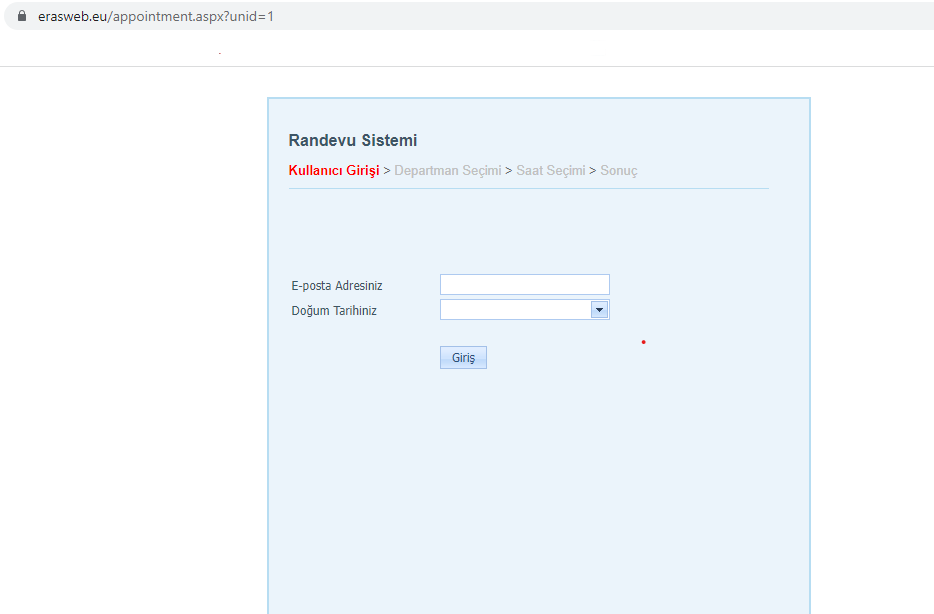 erasweb.eu/appointment.aspx?unid=1
Randevu Sistemi
Kullanıcı Girişi > Departman Seçimi > Saat Seçimi > Sonuç
E-posta Adresiniz
Doğum Tarihiniz
Giriş